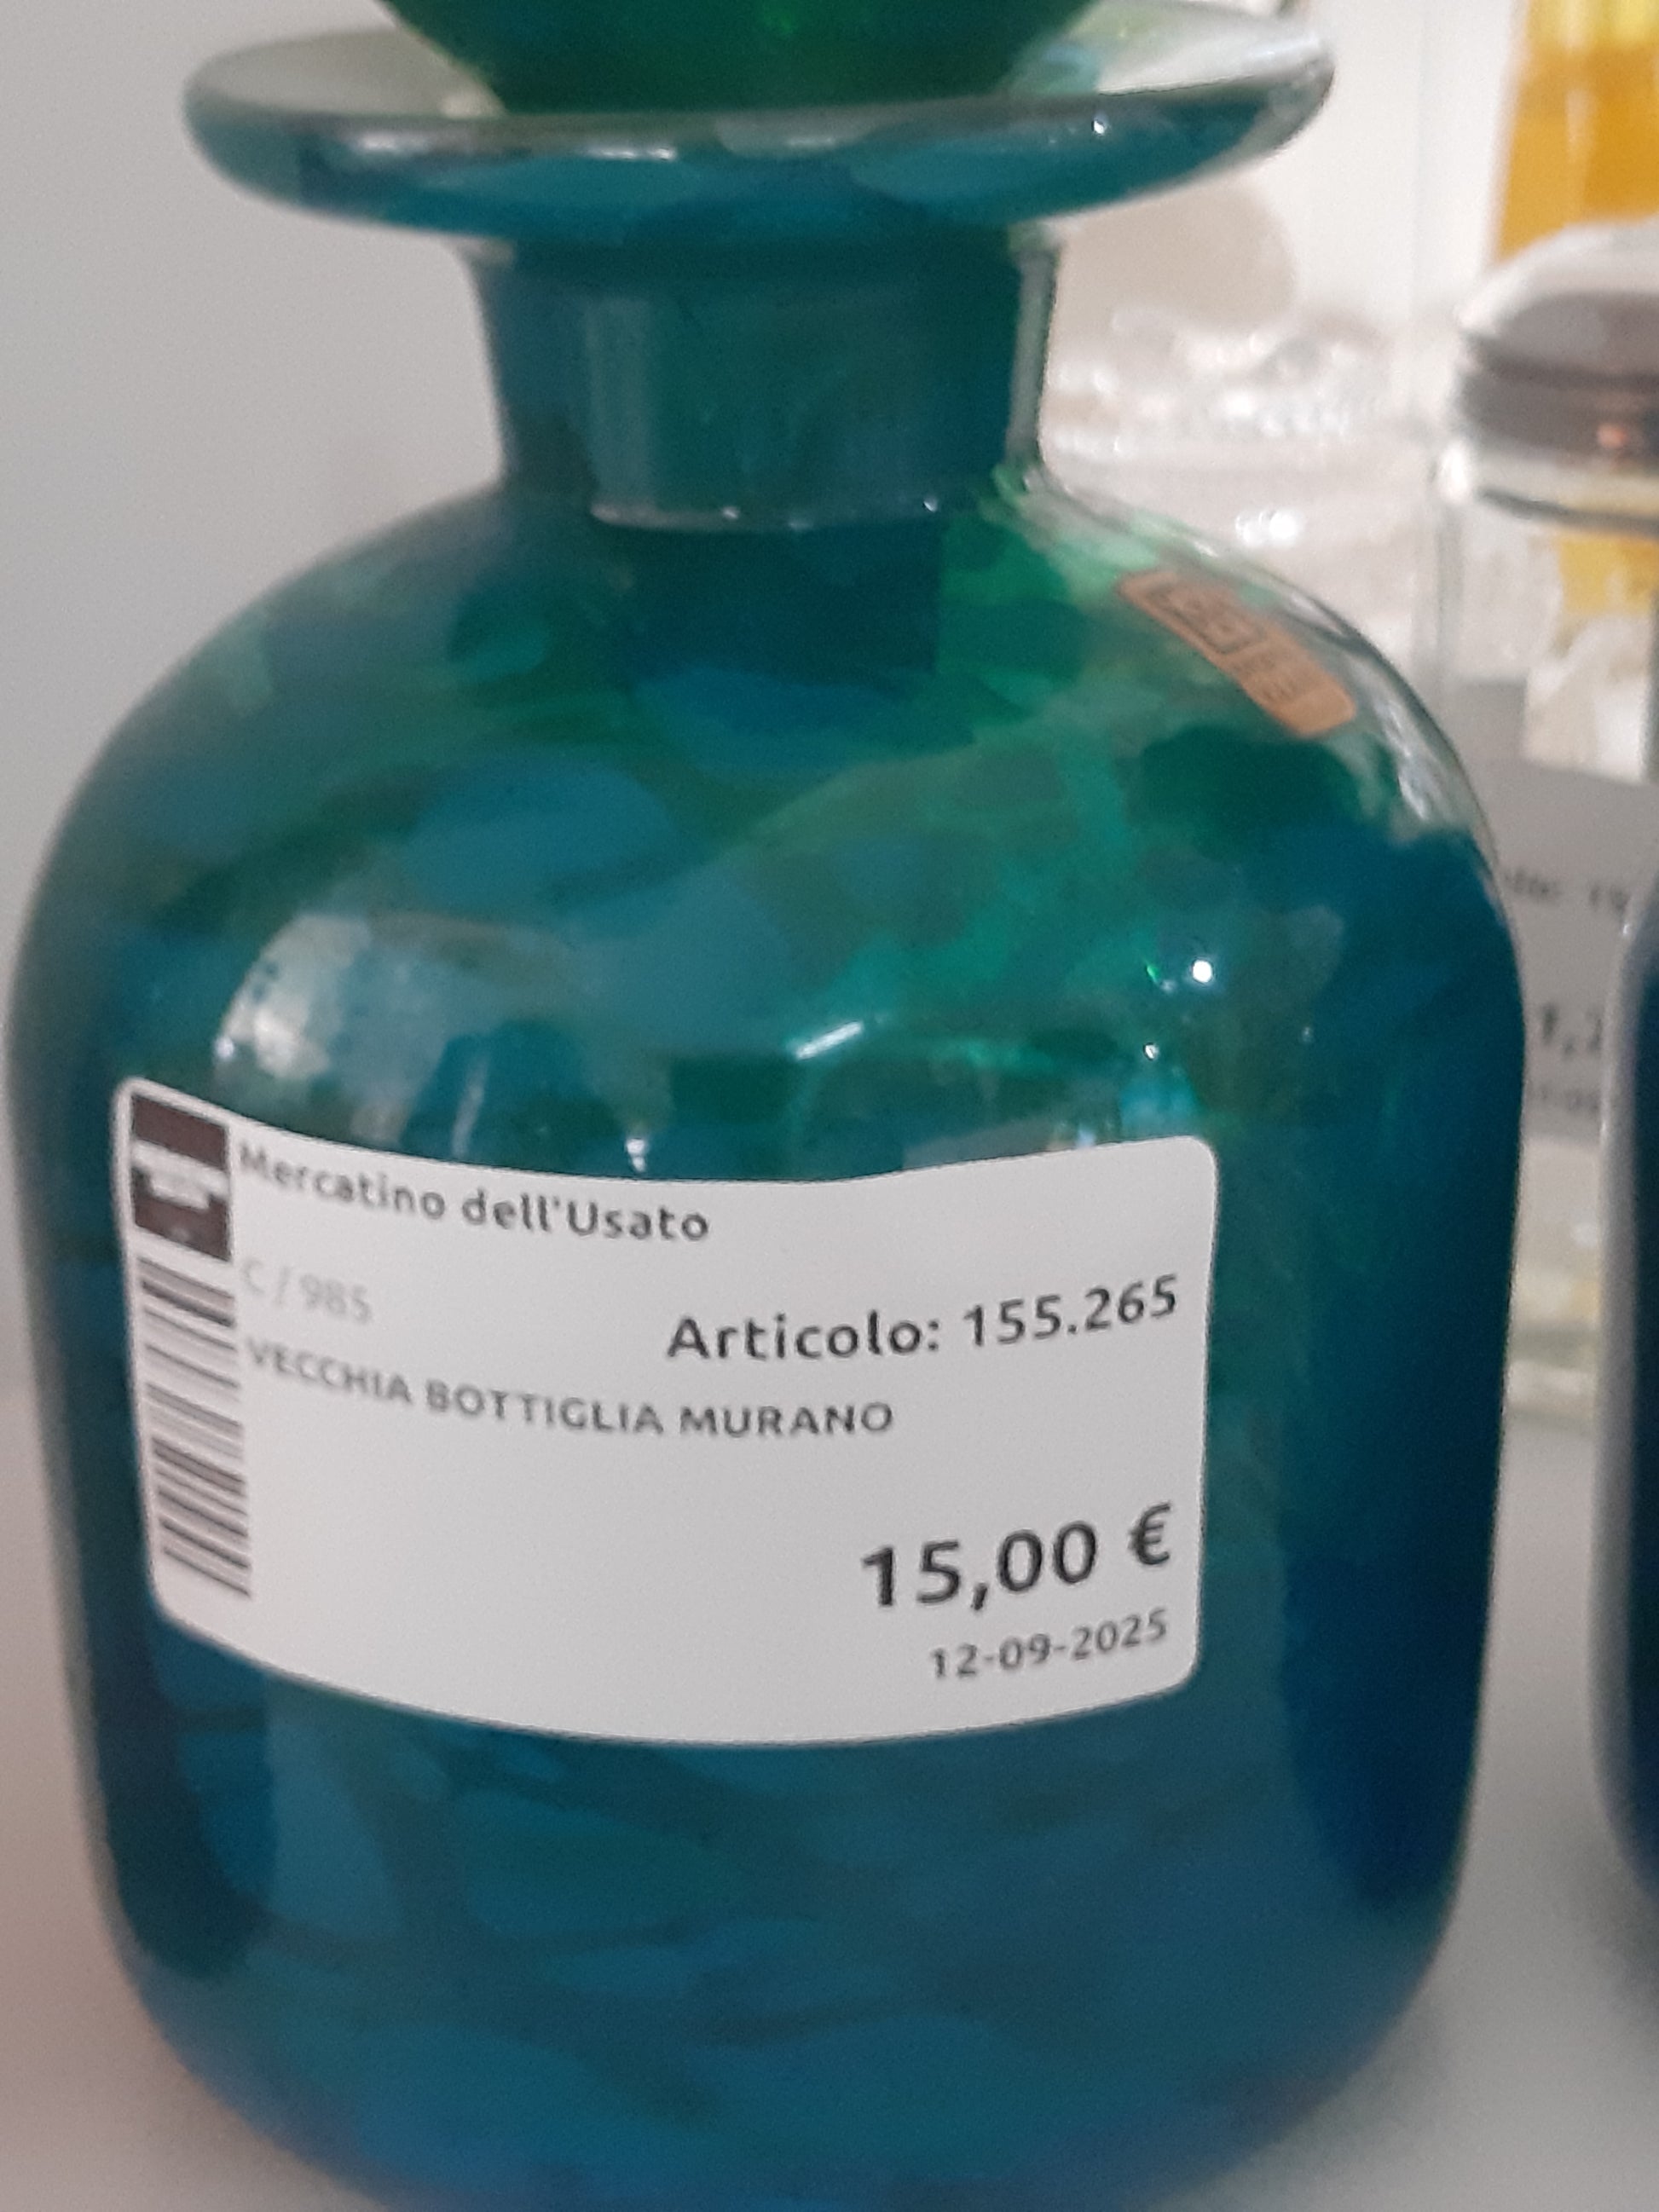 Mercatino dell'Usato
C / 985
Articolo: 155.265
VECCHIA BOTTIGLIA MURANO
15,00 €
12-09-2025